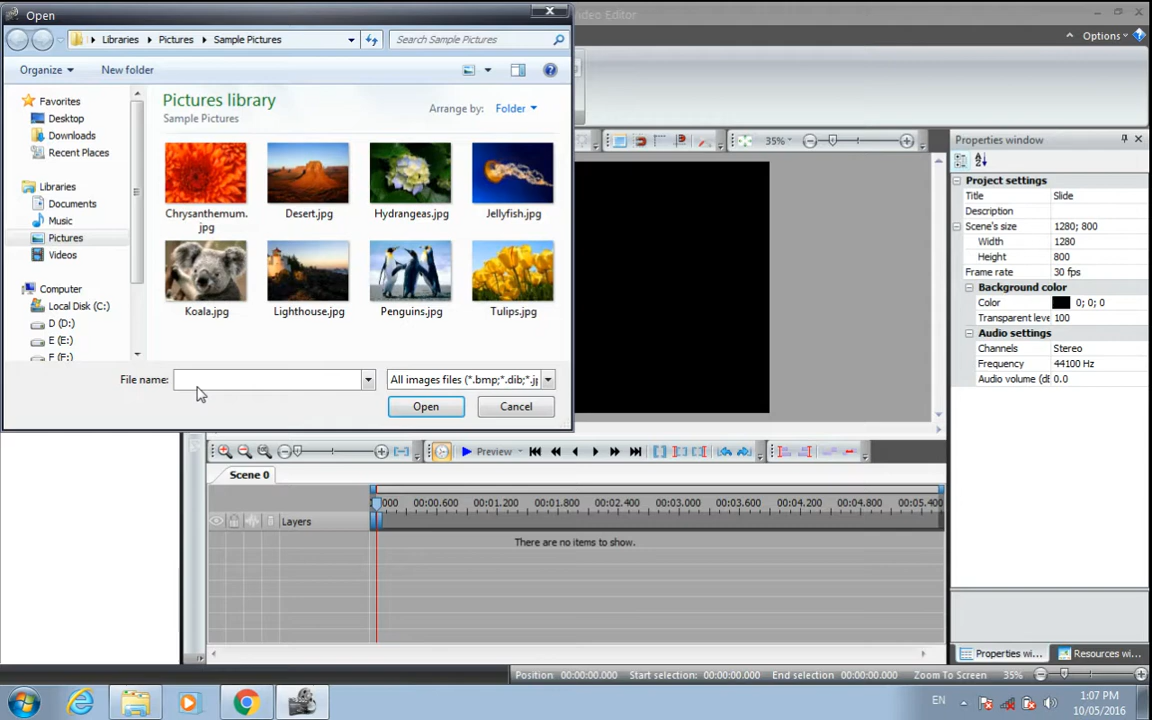 Open
Video Editor
Libraries
Pictures
Sample Pictures
Search Sample Pictures
Options
Organize
New folder
Favorites
Desktop
Downloads
Recent Places
Libraries
Documents
Music
Pictures
Videos
Computer
Local Disk (C:)
D (D:)
E (E:)
F (F:)
Pictures library
Sample Pictures
Arrange by:
Folder
Chrysanthemum.
jpg
Desert.jpg
Hydrangeas.jpg
Jellyfish.jpg
Koala.jpg
Lighthouse.jpg
Penguins.jpg
Tulips.jpg
File name:
All images files (*.bmp;*.dib;*.j
Open
Cancel
35%
Properties window
Project settings
Title
Slide
Description
Scene's size
1280; 800
Width
1280
Height
800
Frame rate
30 fps
Background color
Color
0; 0; 0
Transparent leve
100
Audio settings
Channels
Stereo
Frequency
44100 Hz
Audio volume (dE
0.0
Preview
Scene 0
000
00:00.600
00:01.200
00:01.800
00:02.400
00:03.000
00:03.600
00:04.200
00:04.800
00:05.400
Layers
There are no items to show.
Properties wi...
Resources wi...
Position
00:00:00.000
Start selection:
00:00:00.000
End selection:
00:00:00.000
Zoom To Screen
35%
EN
1:07 PM
10/05/2016